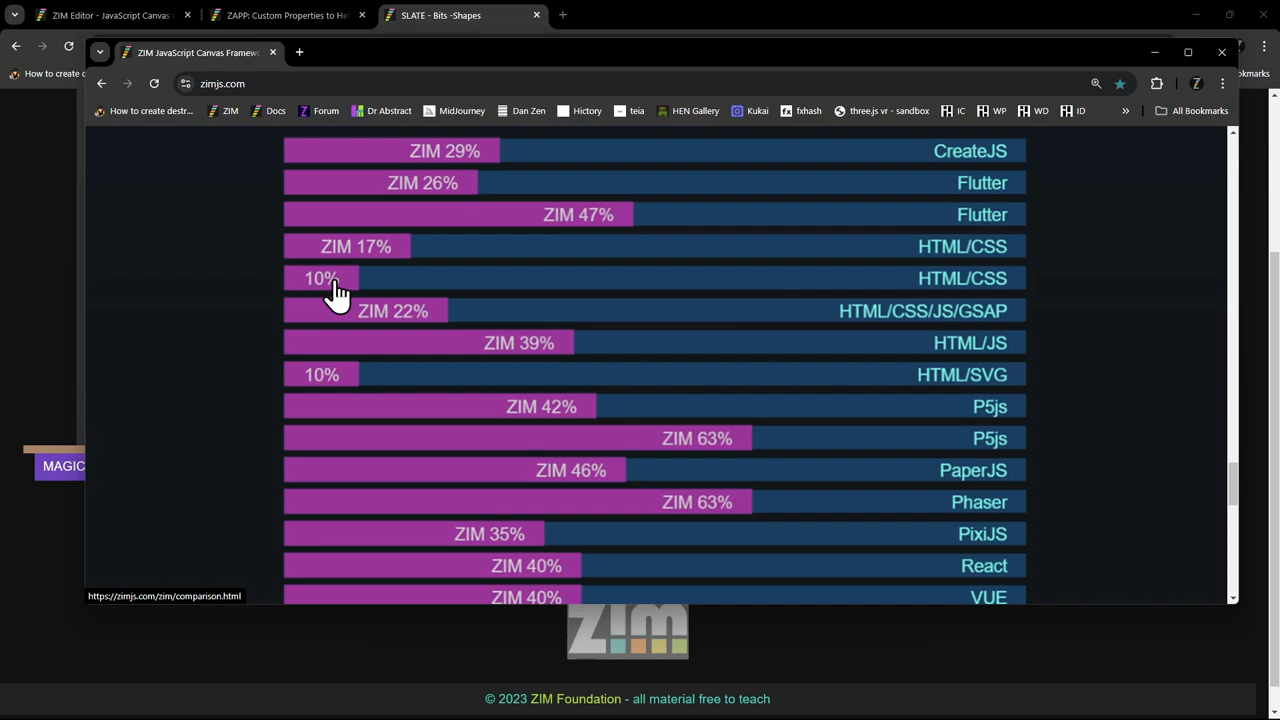 ZIM Editor - JavaScript Canvas
ZAPP: Custom Properties to He
SLATE - Bits -Shapes
How to create d
okmarks
ZIM JavaScript Canvas Framew
zimjs.com
How to create destr...
ZIM
Docs
Forum
Dr Abstract
MidJourney
Dan Zen
Hictory
teia
HEN Gallery
Kukai
fxhash
three.js vr - sandbox
IC
WP
WD
ID
»
All Bookmarks
ZIM 29% CreateJS
ZIM 26% Flutter
ZIM 47% Flutter
ZIM 17% HTML/CSS
10% HTML/CSS
ZIM 22% HTML/CSS/JS/GSAP
ZIM 39% HTML/JS
10% HTML/SVG
ZIM 42% P5js
ZIM 63% P5js
ZIM 46% PaperJS
ZIM 63% Phaser
ZIM 35% PixiJS
ZIM 40% React
ZIM 40% VUE
MAGIC
https://zimjs.com/zim/comparison.html
ZIM
© 2023 ZIM Foundation - all material free to teach